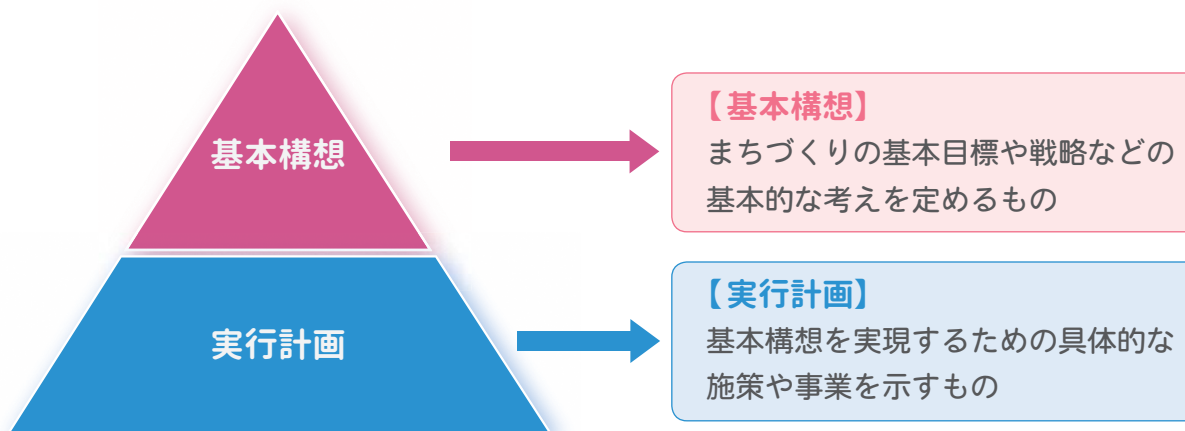 基本構想
【基本構想】
まちづくりの基本目標や戦略などの
基本的な考えを定めるもの
実行計画
【実行計画】
基本構想を実現するための具体的な
施策や事業を示すもの